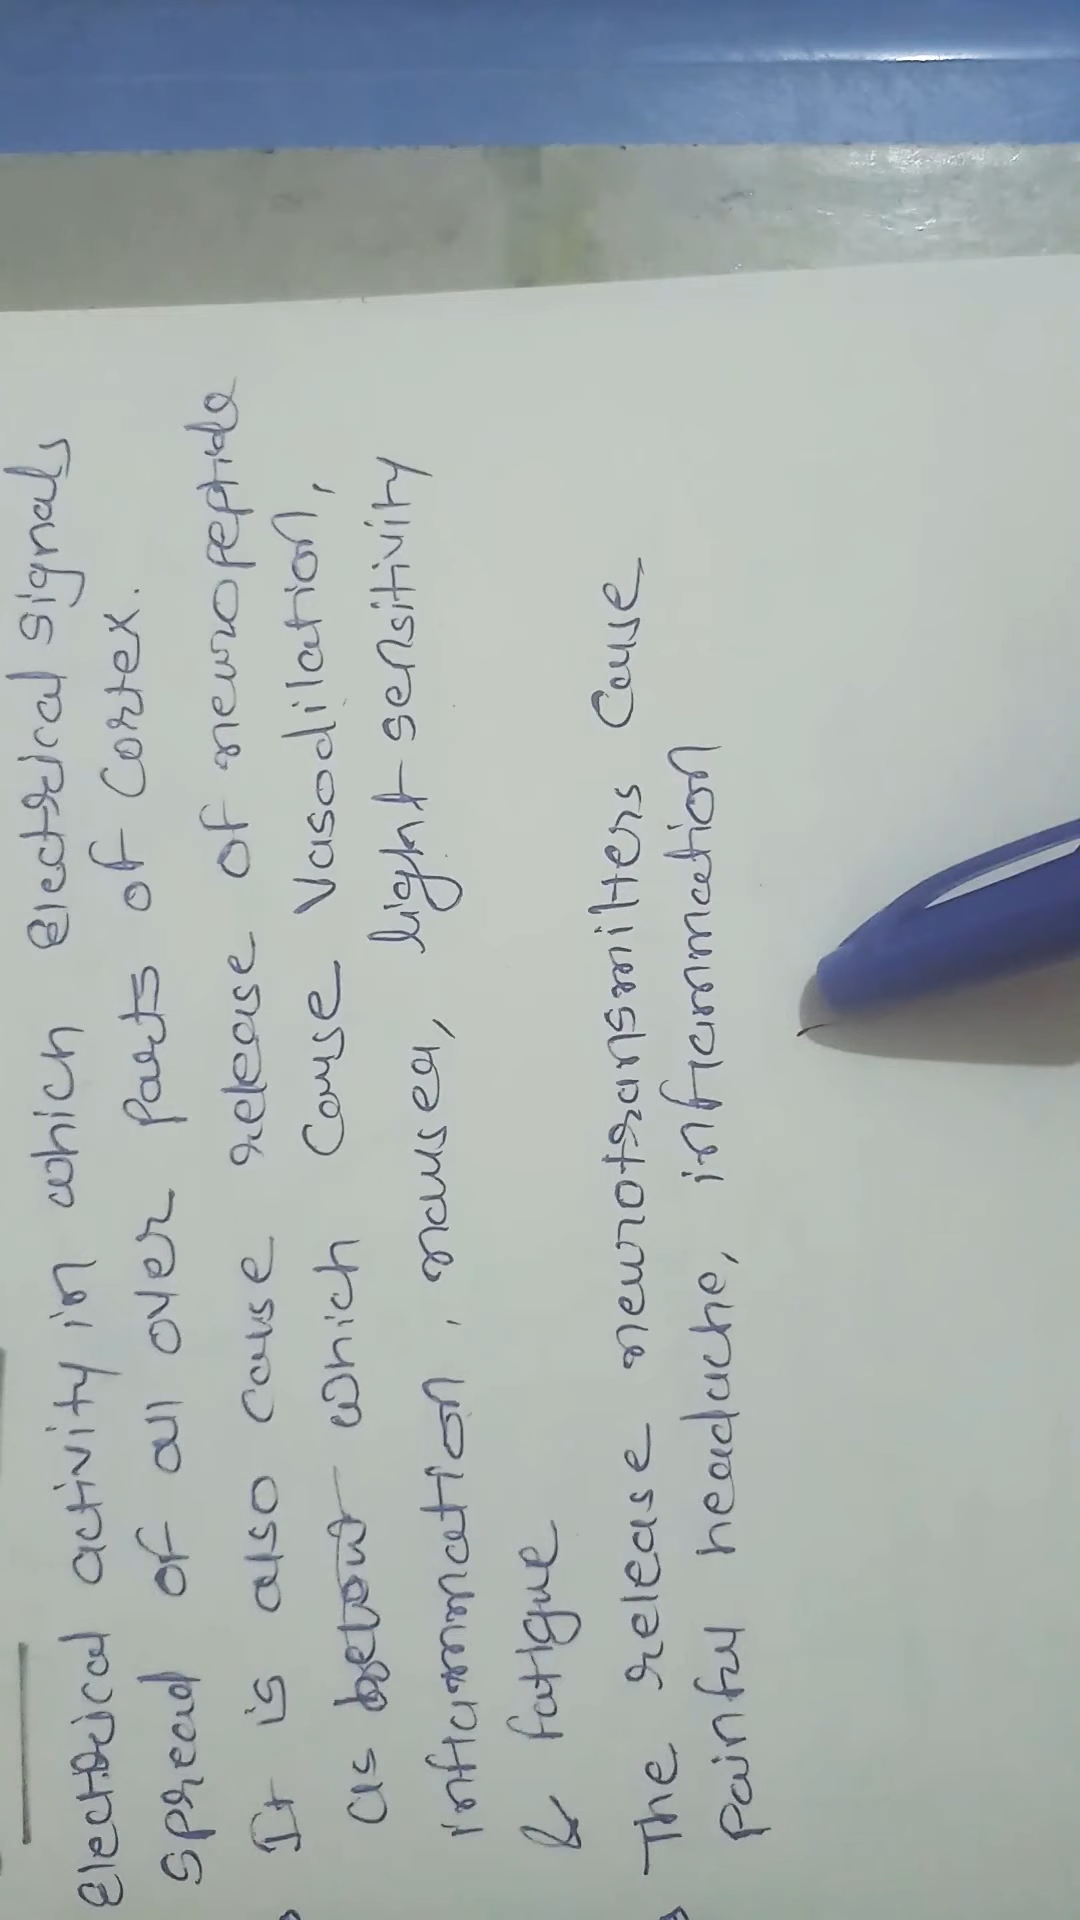 Electrical activity in which electrical signals
spread of all over parts of cortex.
It is also cause release of neuropeptide
as which cause vasodilation,
inflammation, nausea, light sensitivity
& fatigue
The release neurotransmitters cause
painful headache, inflammation